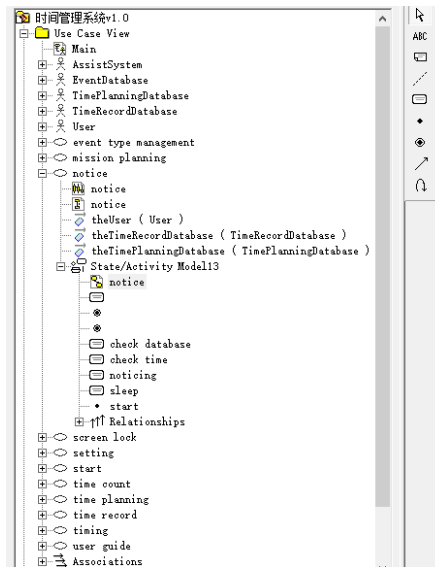 时间管理系统v1.0
Use Case View
Main
AssistSystem
EventDatabase
TimePlanningDatabase
TimeRecordDatabase
User
event type management
mission planning
notice
notice
notice
theUser ( User )
theTimeRecordDatabase ( TimeRecordDatabase )
theTimePlanningDatabase ( TimePlanningDatabase )
State/Activity Model13
notice
check database
check time
noticing
sleep
start
Relationships
screen lock
setting
start
time count
time planning
time record
timing
user guide
Associations
ABC